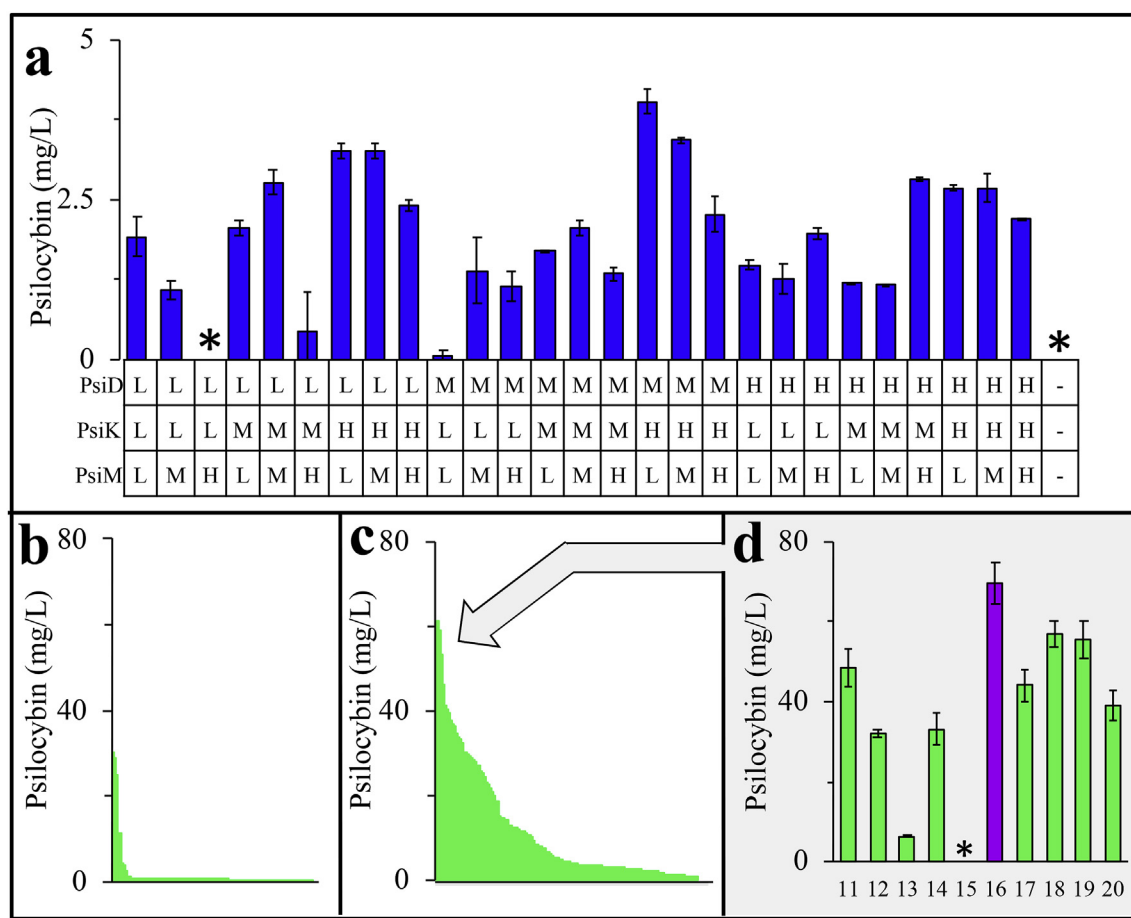 a
Psilocybin (mg/L)
5
2.5
0
* *
PsiD L L L L L L L L L M M M M M M M M M H H H H H H H H H -
PsiK L L L M M M H H H L L L M M M H H H L L L M M M H H H -
PsiM L M H L M H L M H L M H L M H L M H L M H L M H L M H -
b
Psilocybin (mg/L)
80
40
0
c
Psilocybin (mg/L)
80
40
0
d
Psilocybin (mg/L)
80
40
0
*
11 12 13 14 15 16 17 18 19 20